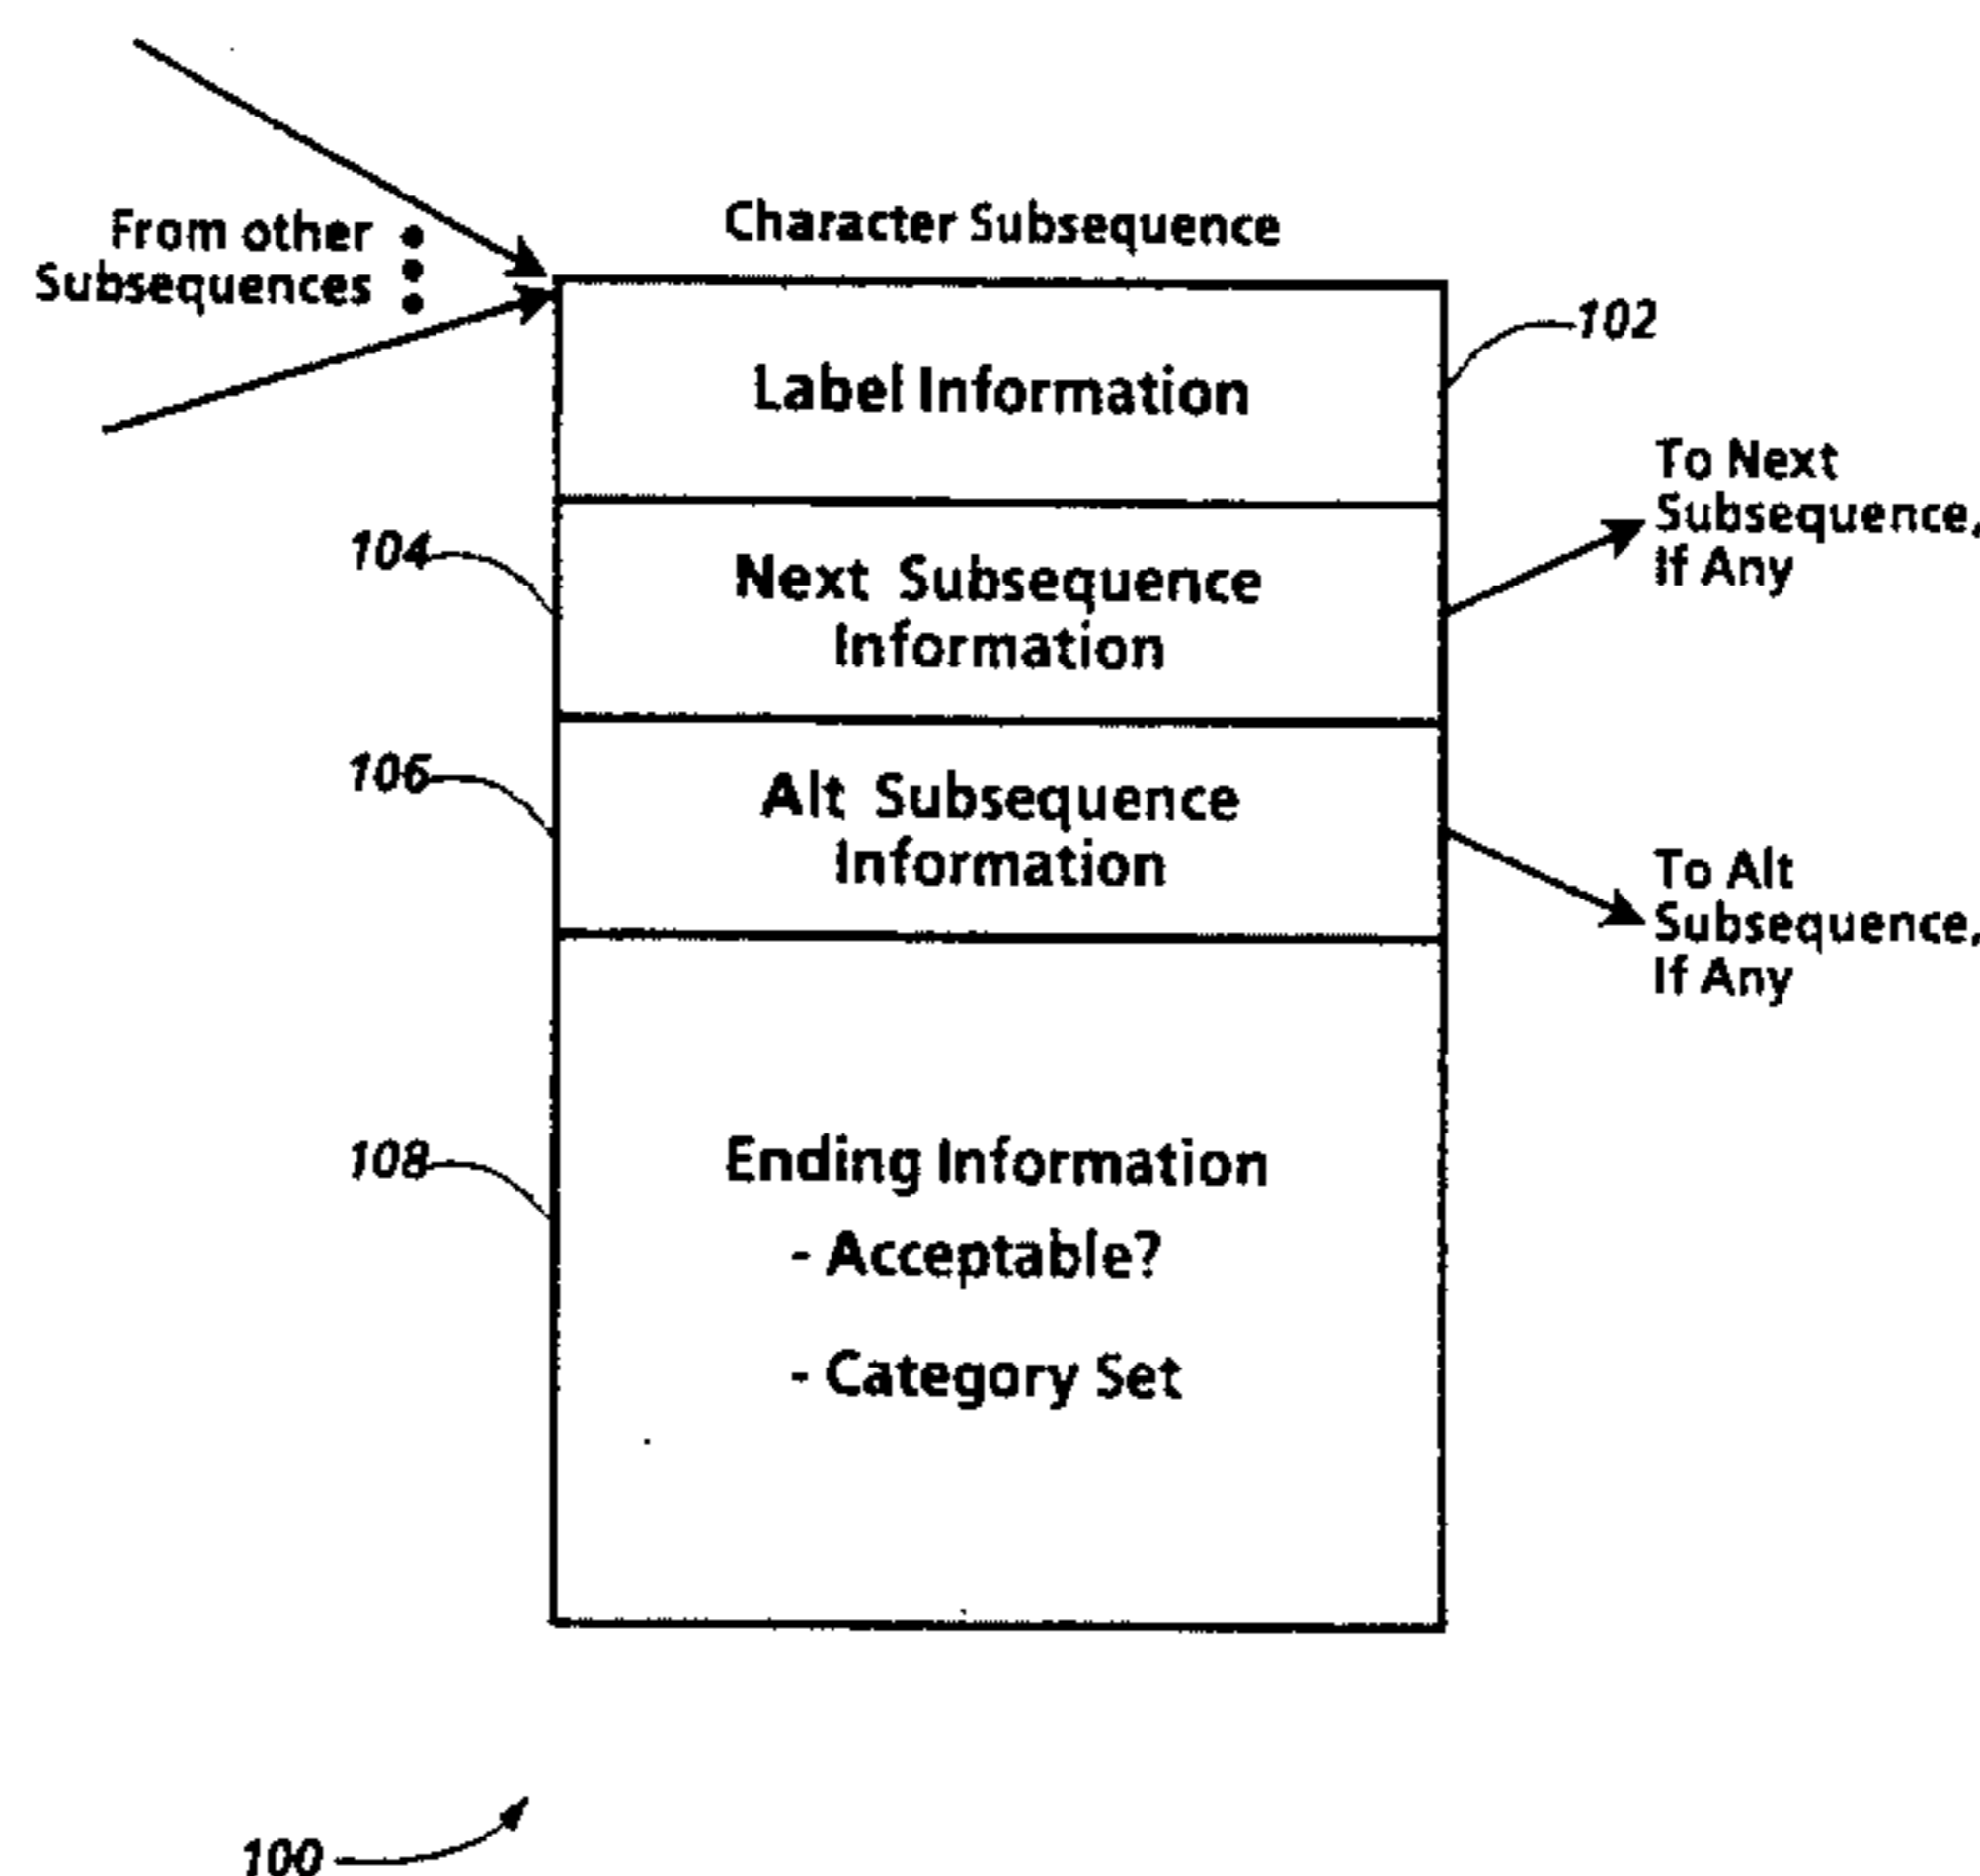 Character Subsequence
From other
Subsequences
Label Information
102
To Next
Subsequence,
If Any
104
Next Subsequence
Information
106
Alt Subsequence
Information
To Alt
Subsequence,
If Any
108
Ending Information
- Acceptable?
- Category Set
100